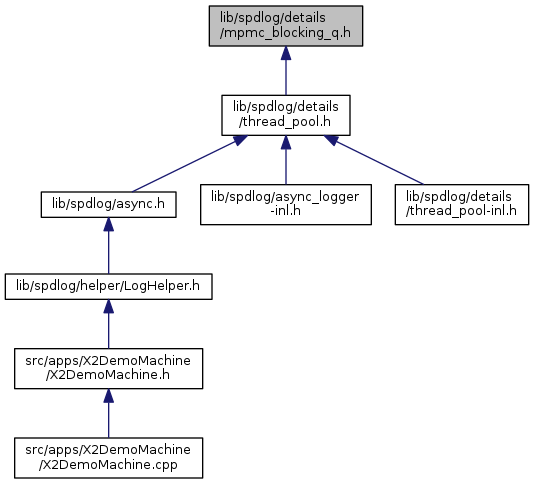 lib/spdlog/details
/mpmc_blocking_q.h
lib/spdlog/details
/thread_pool.h
lib/spdlog/async.h
lib/spdlog/async_logger
-inl.h
lib/spdlog/details
/thread_pool-inl.h
lib/spdlog/helper/LogHelper.h
src/apps/X2DemoMachine
/X2DemoMachine.h
src/apps/X2DemoMachine
/X2DemoMachine.cpp